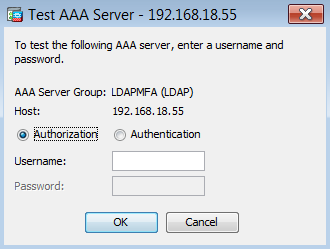 Test AAA Server - 192.168.18.55
To test the following AAA server, enter a username and
password.
AAA Server Group: LDAPMFA (LDAP)
Host: 192.168.18.55
Authorization Authentication
Username:
Password:
OK Cancel